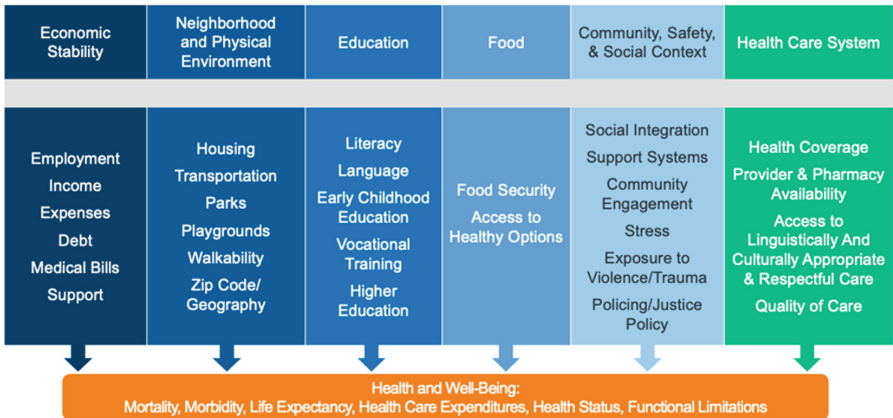 Economic
Stability
Neighborhood
and Physical
Environment
Education
Food
Community, Safety,
& Social Context
Health Care System
Employment
Income
Expenses
Debt
Medical Bills
Support
Housing
Transportation
Parks
Playgrounds
Walkability
Zip Code/
Geography
Literacy
Language
Early Childhood
Education
Vocational
Training
Higher
Education
Food Security
Access to
Healthy Options
Social Integration
Support Systems
Community
Engagement
Stress
Exposure to
Violence/Trauma
Policing/Justice
Policy
Health Coverage
Provider & Pharmacy
Availability
Access to
Linguistically And
Culturally Appropriate
& Respectful Care
Quality of Care
Health and Well-Being:
Mortality, Morbidity, Life Expectancy, Health Care Expenditures, Health Status, Functional Limitations